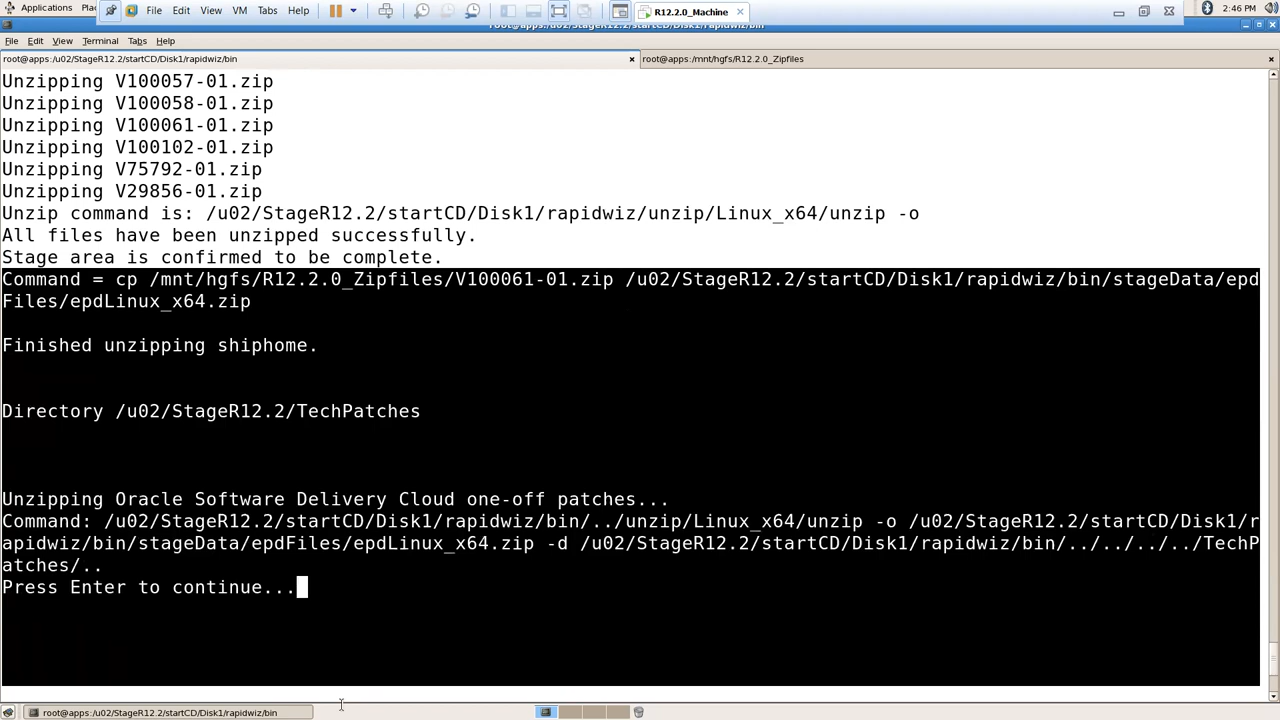 Applications
Pla
File Edit View VM Tabs Help
R12.2.0_Machine
2:46 PM
File Edit View Terminal Tabs Help
root@apps:/u02/StageR12.2/startCD/Disk1/rapidwiz/bin
root@apps:/mnt/hgfs/R12.2.0_Zipfiles
Unzipping V100057-01.zip
Unzipping V100058-01.zip
Unzipping V100061-01.zip
Unzipping V100102-01.zip
Unzipping V75792-01.zip
Unzipping V29856-01.zip
Unzip command is: /u02/StageR12.2/startCD/Disk1/rapidwiz/unzip/Linux_x64/unzip -o
All files have been unzipped successfully.
Stage area is confirmed to be complete.
Command = cp /mnt/hgfs/R12.2.0_Zipfiles/V100061-01.zip /u02/StageR12.2/startCD/Disk1/rapidwiz/bin/stageData/epd
Files/epdLinux_x64.zip
Finished unzipping shiphome.
Directory /u02/StageR12.2/TechPatches
Unzipping Oracle Software Delivery Cloud one-off patches...
Command: /u02/StageR12.2/startCD/Disk1/rapidwiz/bin/../unzip/Linux_x64/unzip -o /u02/StageR12.2/startCD/Disk1/r
apidwiz/bin/stageData/epdFiles/epdLinux_x64.zip -d /u02/StageR12.2/startCD/Disk1/rapidwiz/bin/../../../../TechP
atches/..
Press Enter to continue...
root@apps:/u02/StageR12.2/startCD/Disk1/rapidwiz/bin